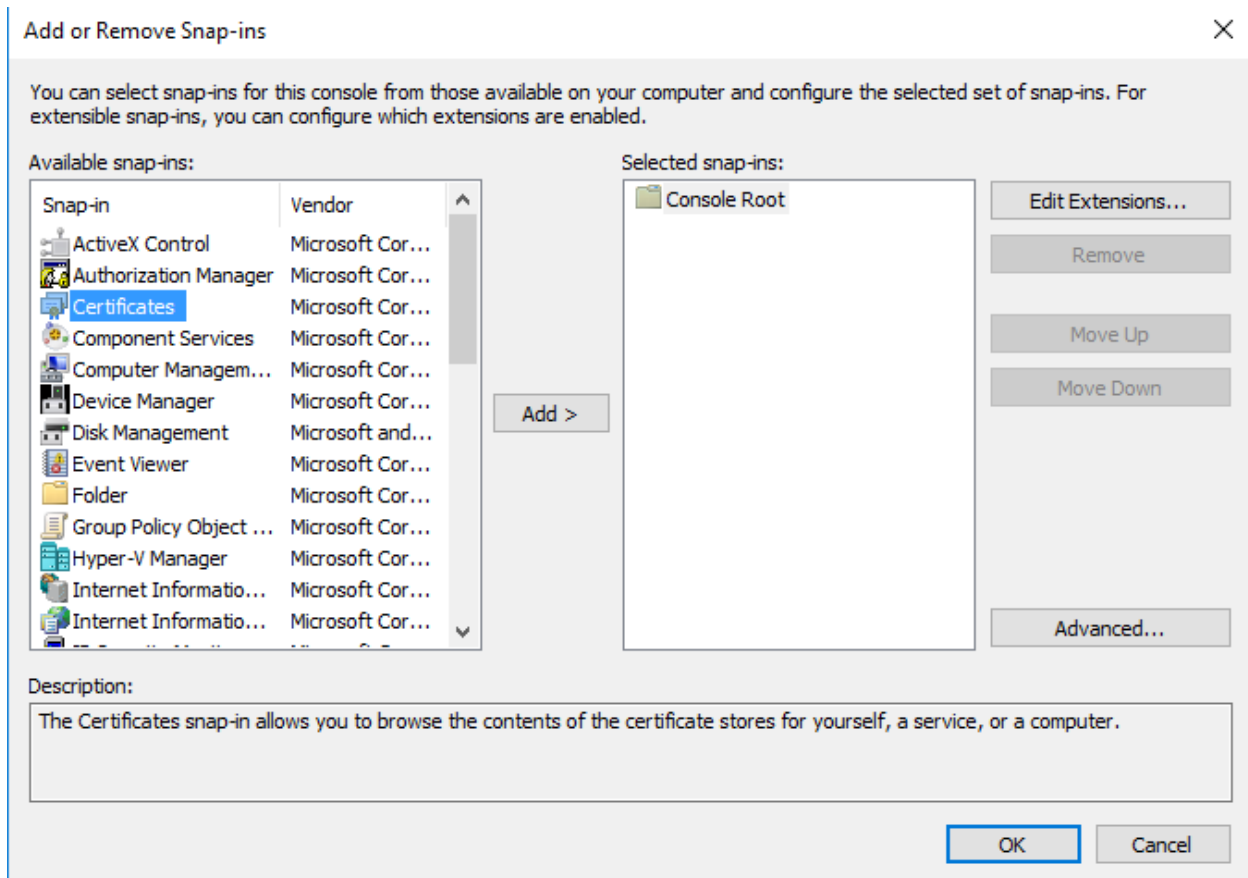 Add or Remove Snap-ins
You can select snap-ins for this console from those available on your computer and configure the selected set of snap-ins. For
extensible snap-ins, you can configure which extensions are enabled.
Available snap-ins:
Selected snap-ins:
Snap-in Vendor
ActiveX Control Microsoft Cor...
Authorization Manager Microsoft Cor...
Certificates Microsoft Cor...
Component Services Microsoft Cor...
Computer Managem... Microsoft Cor...
Device Manager Microsoft Cor...
Disk Management Microsoft and...
Event Viewer Microsoft Cor...
Folder Microsoft Cor...
Group Policy Object ... Microsoft Cor...
Hyper-V Manager Microsoft Cor...
Internet Informatio... Microsoft Cor...
Internet Informatio... Microsoft Cor...
Add >
Console Root
Edit Extensions...
Remove
Move Up
Move Down
Advanced...
Description:
The Certificates snap-in allows you to browse the contents of the certificate stores for yourself, a service, or a computer.
OK
Cancel